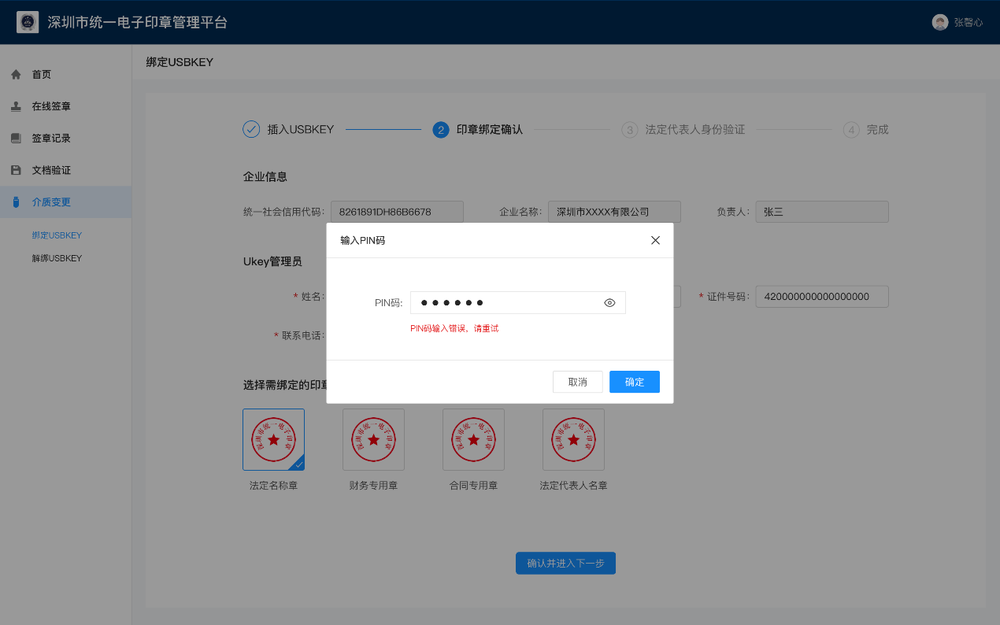 深圳市统一电子印章管理平台
张馨心
首页
在线签章
签章记录
文档验证
介质变更
绑定USBKEY
解绑USBKEY
绑定USBKEY
插入USBKEY
2 印章绑定确认
3 法定代表人身份验证
4 完成
企业信息
统一社会信用代码: 8261891DH86B6678 企业名称: 深圳市XXXX有限公司 负责人: 张三
Ukey管理员
* 姓名:
* 证件号码: 420000000000000000
* 联系电话:
输入PIN码
PIN码: ●●●●●●
PIN码输入错误，请重试
取消 确定
选择需绑定的印章
深圳市统一电子印章
深圳市统一电子印章
深圳市统一电子印章
深圳市统一电子印章
法定名称章 财务专用章 合同专用章 法定代表人名章
确认并进入下一步